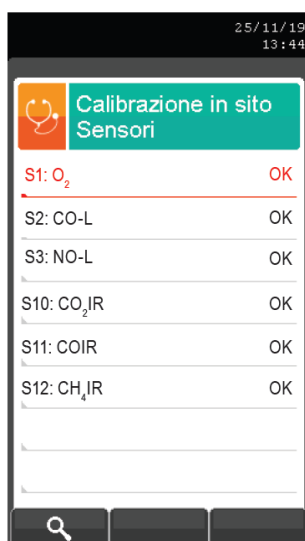 25/11/19
13:44
Calibrazione in sito
Sensori
S1: O₂ OK
S2: CO-L OK
S3: NO-L OK
S10: CO₂IR OK
S11: COIR OK
S12: CH₄IR OK